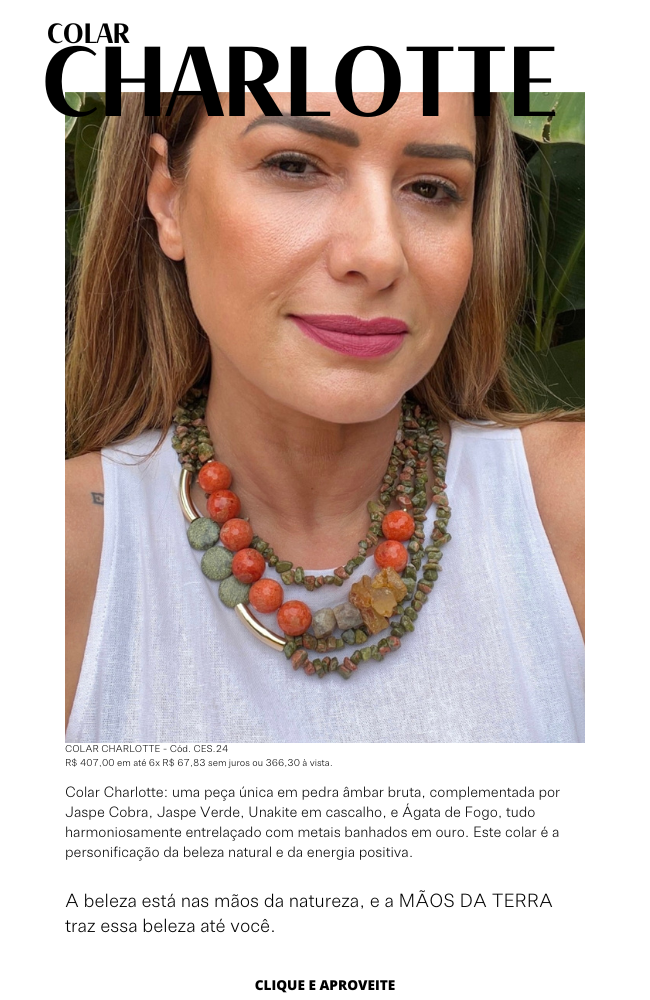 COLAR
CHARLOTTE
COLAR CHARLOTTE - Cód. CES.24
R$ 407,00 em até 6x R$ 67,83 sem juros ou 366,30 à vista.
Colar Charlotte: uma peça única em pedra âmbar bruta, complementada por
Jaspe Cobra, Jaspe Verde, Unakite em cascalho, e Ágata de Fogo, tudo
harmoniosamente entrelaçado com metais banhados em ouro. Este colar é a
personificação da beleza natural e da energia positiva.
A beleza está nas mãos da natureza, e a MÃOS DA TERRA
traz essa beleza até você.
CLIQUE E APROVEITE